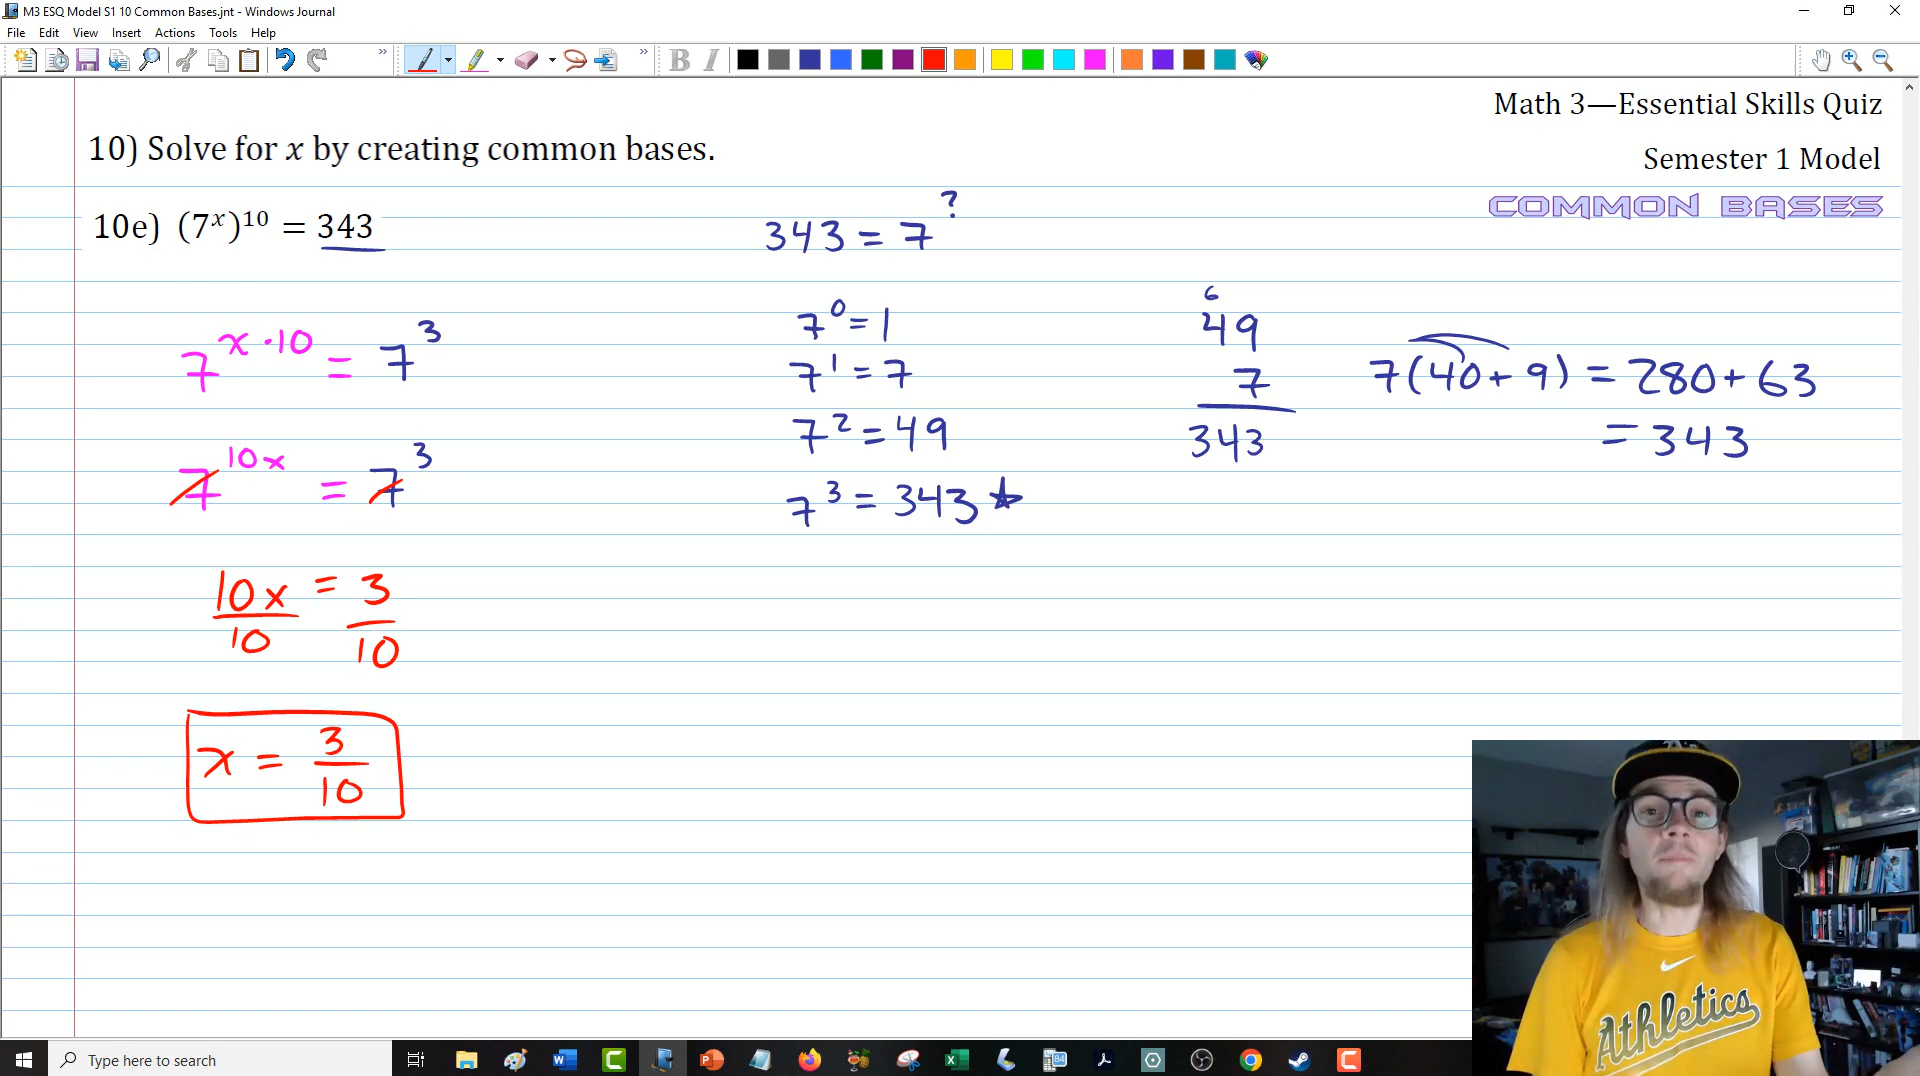 M3 ESQ Model S1 10 Common Bases.jnt - Windows Journal
File Edit View Insert Actions Tools Help
B I
Math 3—Essential Skills Quiz
10) Solve for x by creating common bases.
Semester 1 Model
COMMON BASES
10e) (7^x)^10 = 343
343 = 7^?
7^(x·10) = 7^3
7^(10x) = 7^3
10x = 3
10 10
x = 3/10
7^0 = 1
7^1 = 7
7^2 = 49
7^3 = 343 ★
6
49
7
343
7(40 + 9) = 280 + 63
= 343
Athletics
Type here to search
84